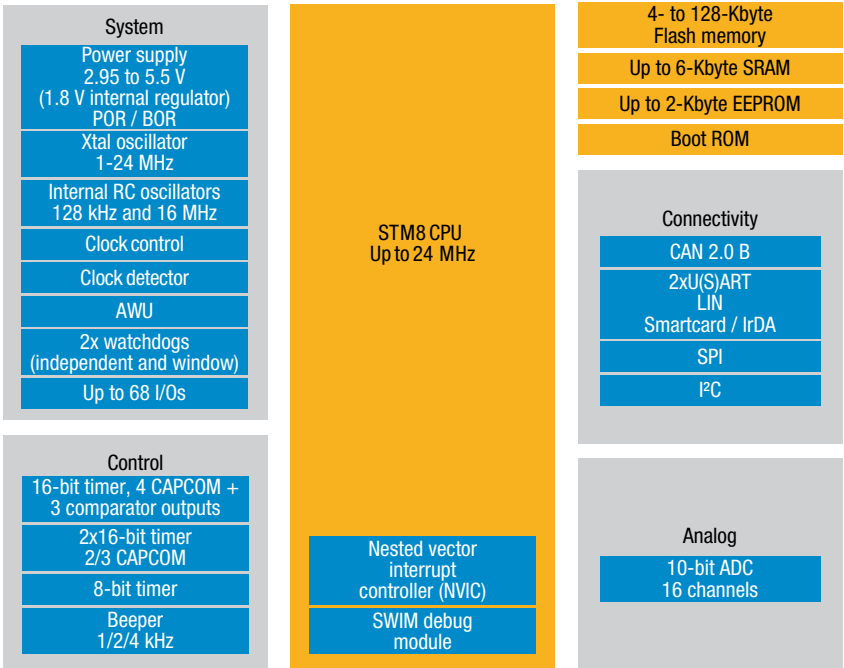 System
Power supply
2.95 to 5.5 V
(1.8 V internal regulator)
POR / BOR
Xtal oscillator
1-24 MHz
Internal RC oscillators
128 kHz and 16 MHz
Clock control
Clock detector
AWU
2x watchdogs
(independent and window)
Up to 68 I/Os
Control
16-bit timer, 4 CAPCOM +
3 comparator outputs
2x16-bit timer
2/3 CAPCOM
8-bit timer
Beeper
1/2/4 kHz
STM8 CPU
Up to 24 MHz
Nested vector
interrupt
controller (NVIC)
SWIM debug
module
4- to 128-Kbyte
Flash memory
Up to 6-Kbyte SRAM
Up to 2-Kbyte EEPROM
Boot ROM
Connectivity
CAN 2.0 B
2xU(S)ART
LIN
Smartcard / IrDA
SPI
I²C
Analog
10-bit ADC
16 channels